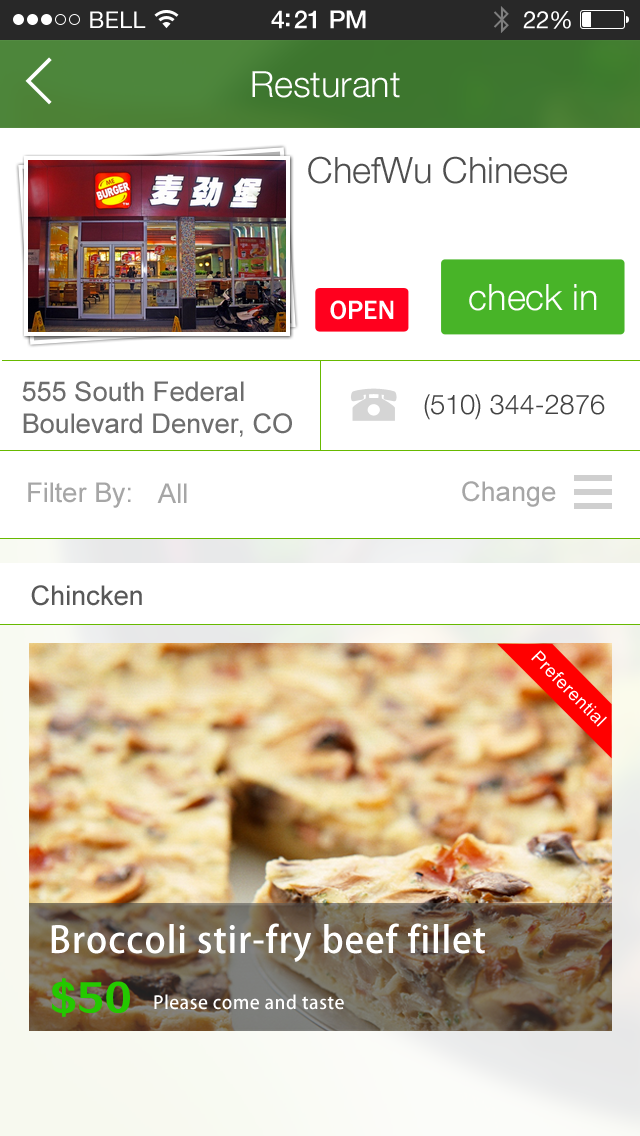 BELL 4:21 PM 22%
Resturant
ChefWu Chinese
BURGER
麦劲堡
OPEN
check in
555 South Federal
Boulevard Denver, CO
(510) 344-2876
Filter By: All
Change
Chincken
Preferential
Broccoli stir-fry beef fillet
$50 Please come and taste